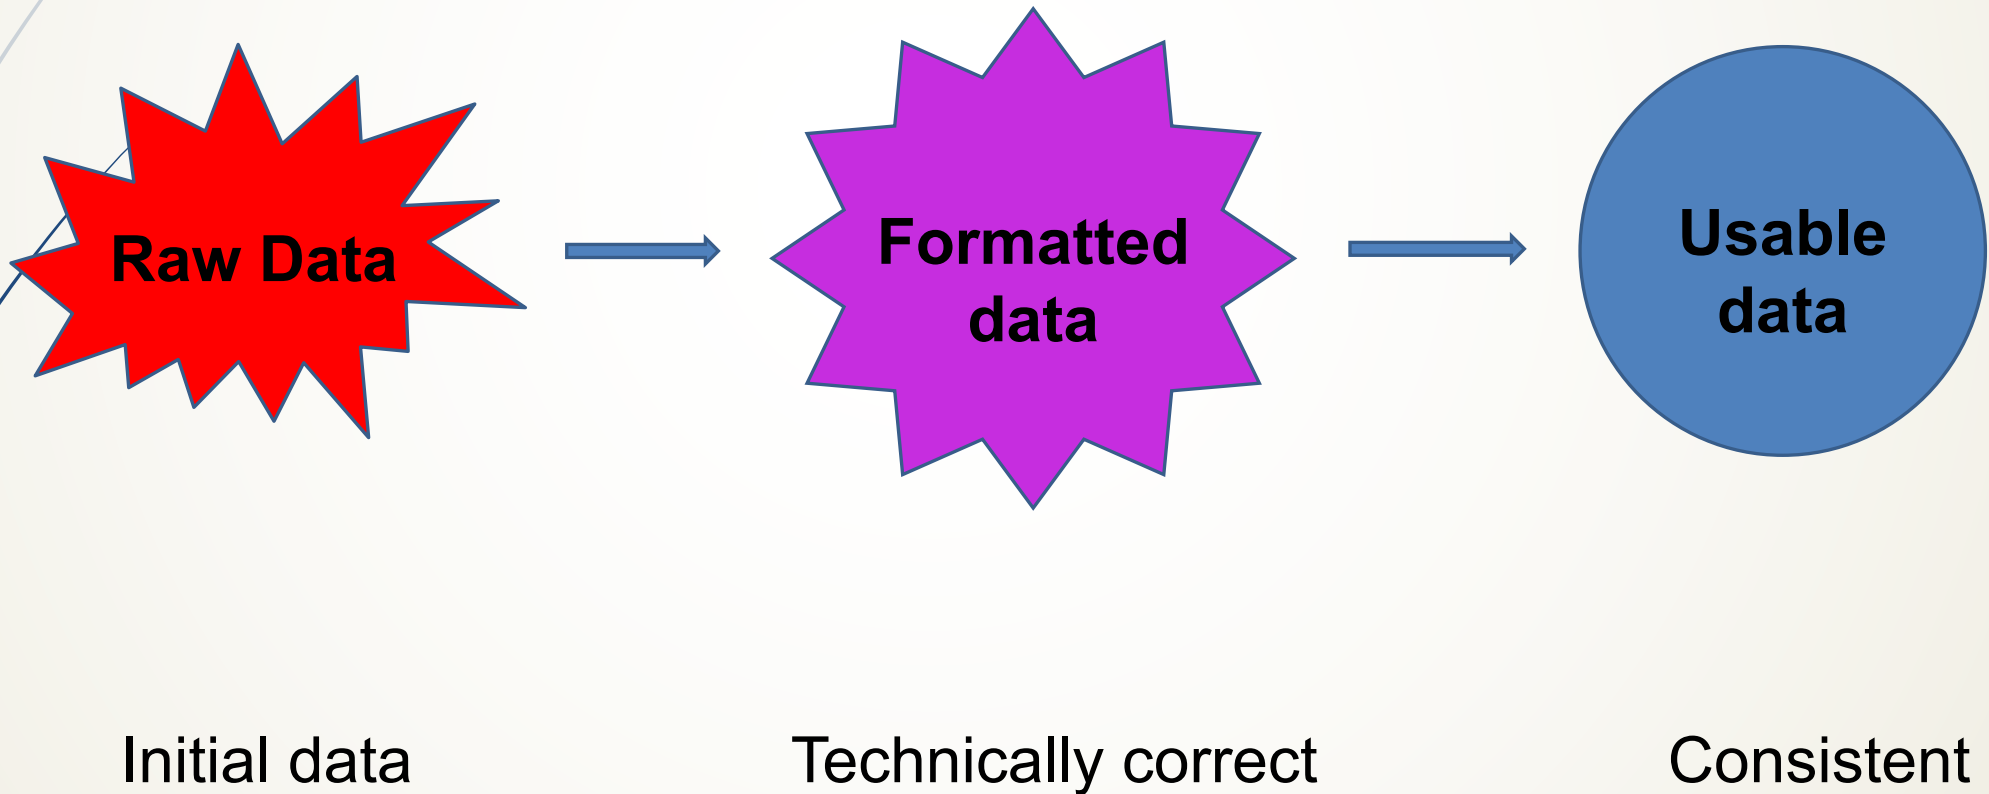 Raw Data
Formatted
data
Usable
data
Initial data
Technically correct
Consistent